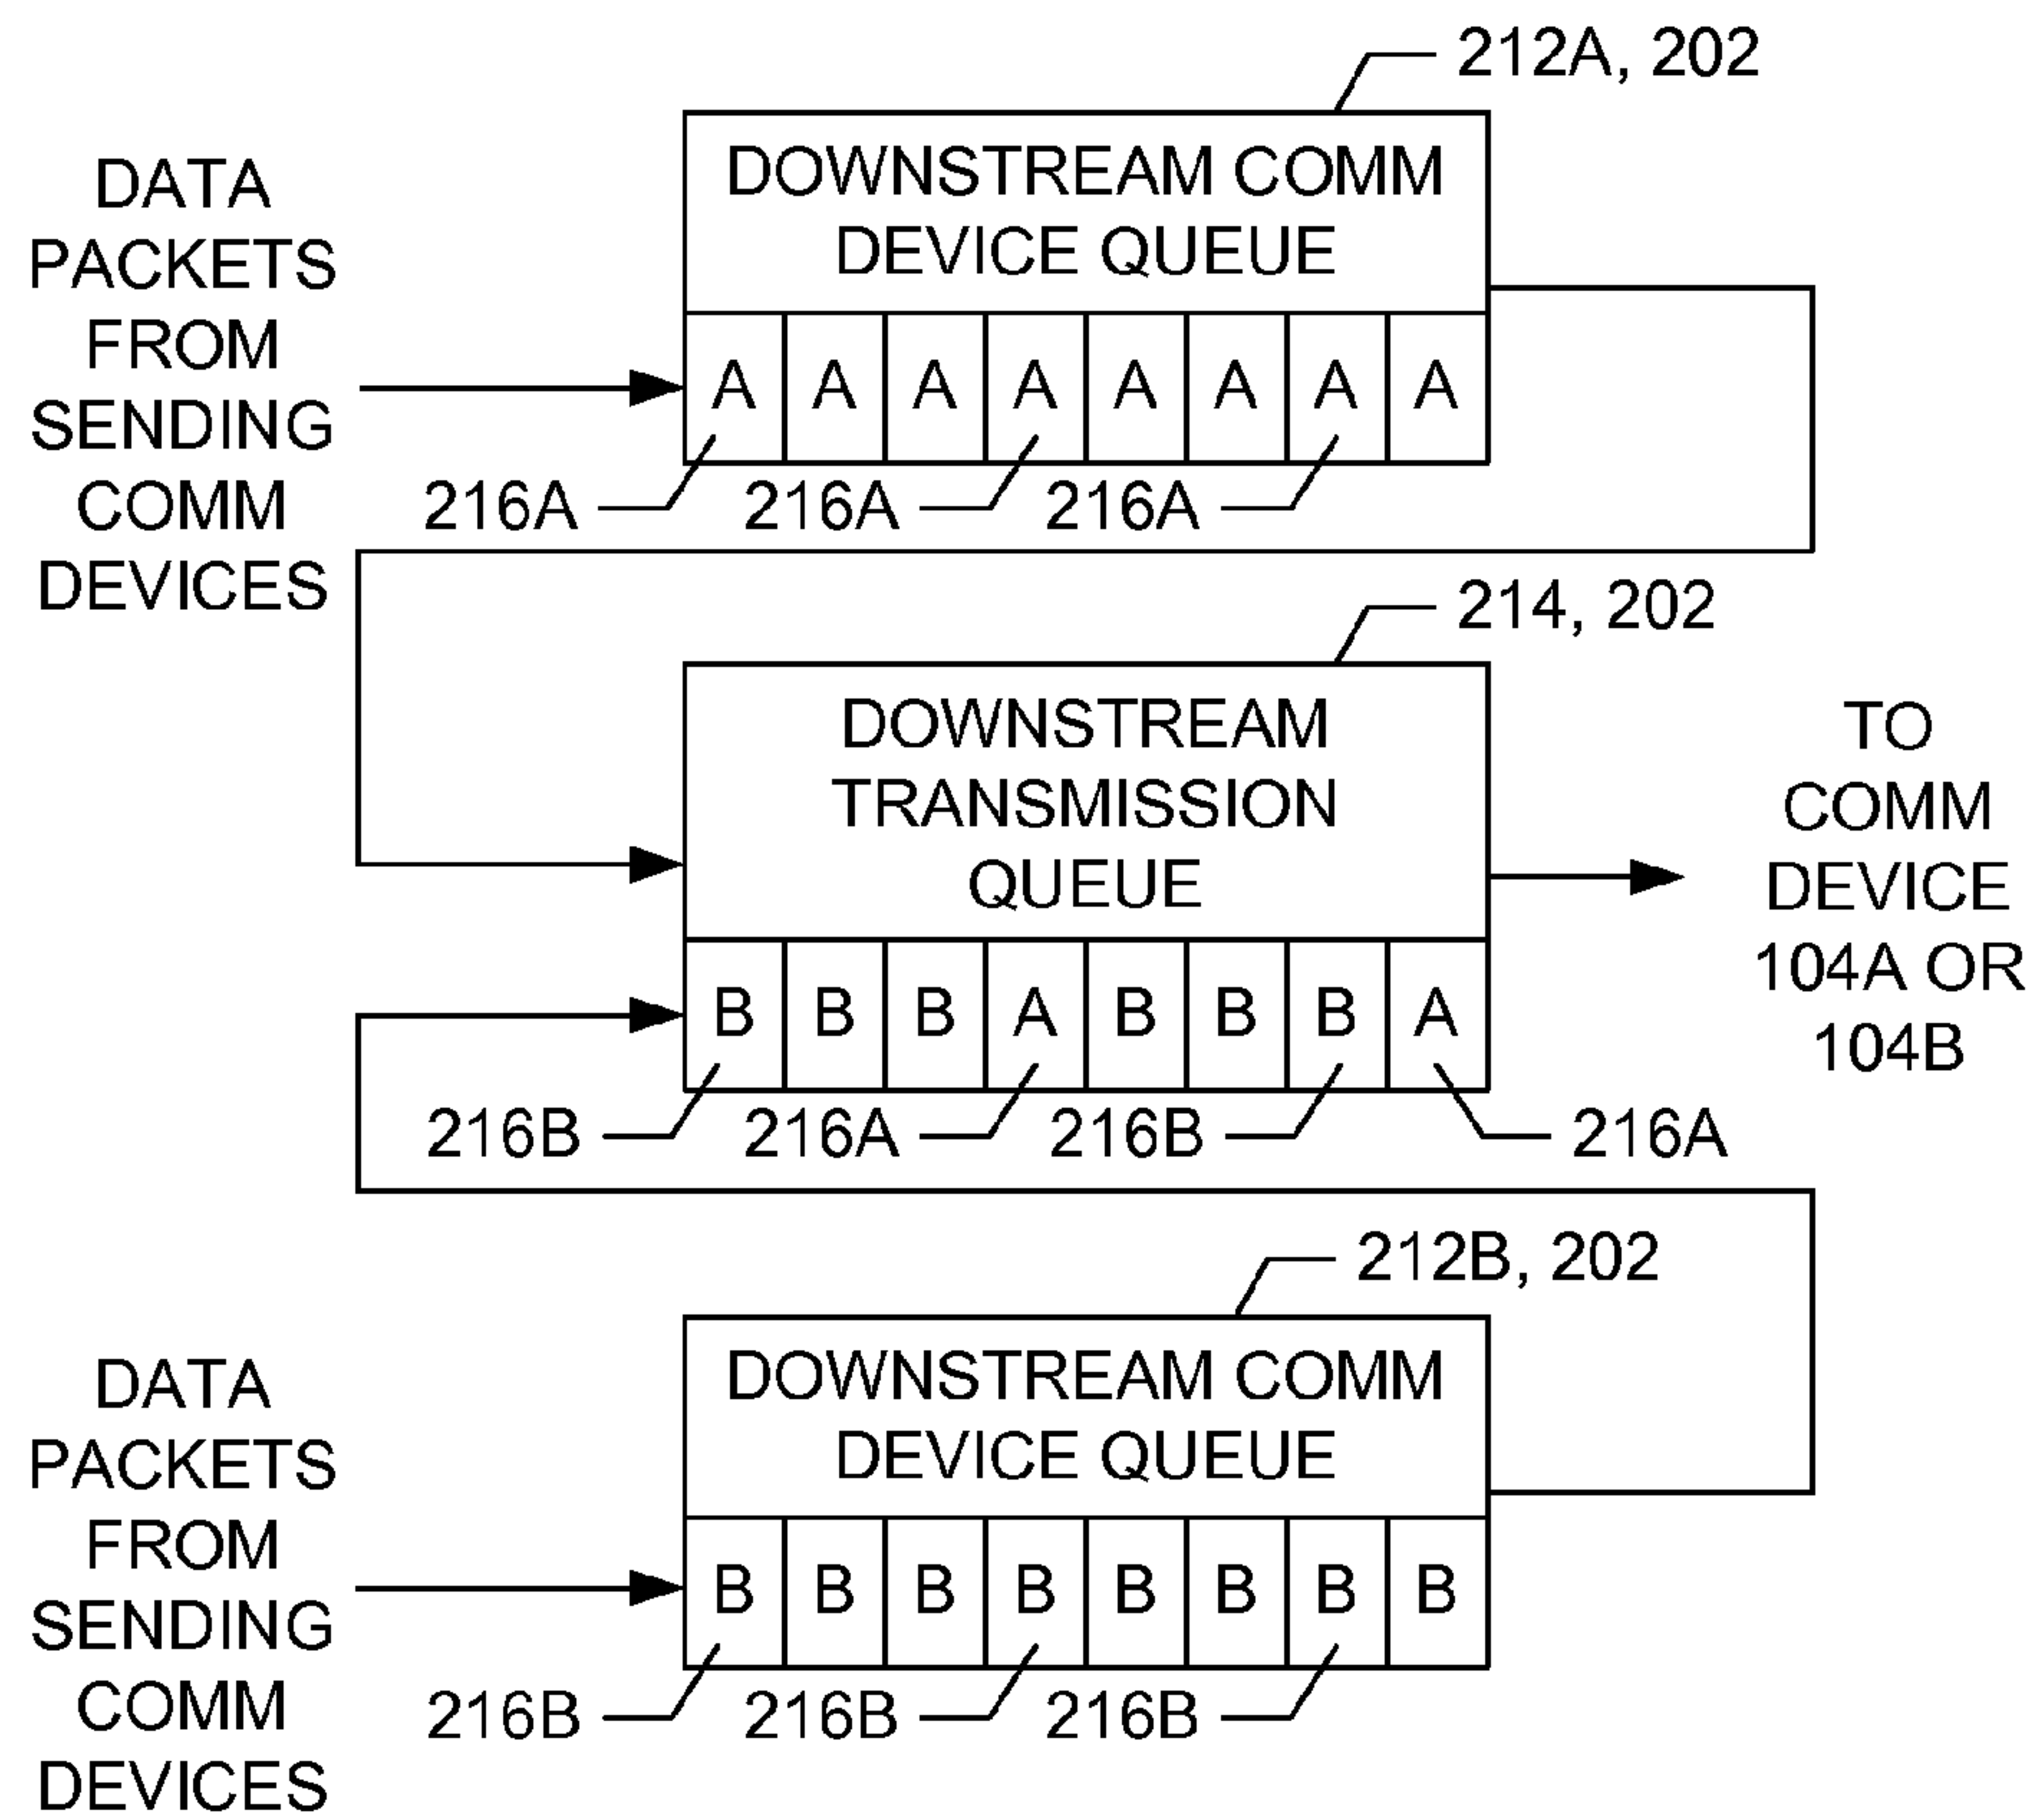 212A, 202
DATA
PACKETS
FROM
SENDING
COMM
DEVICES
DOWNSTREAM COMM
DEVICE QUEUE
A A A A A A A A
216A 216A 216A
214, 202
DOWNSTREAM
TRANSMISSION
QUEUE
B B B A B B B A
216B 216A 216B 216A
TO
COMM
DEVICE
104A OR
104B
212B, 202
DATA
PACKETS
FROM
SENDING
COMM
DEVICES
DOWNSTREAM COMM
DEVICE QUEUE
B B B B B B B B
216B 216B 216B